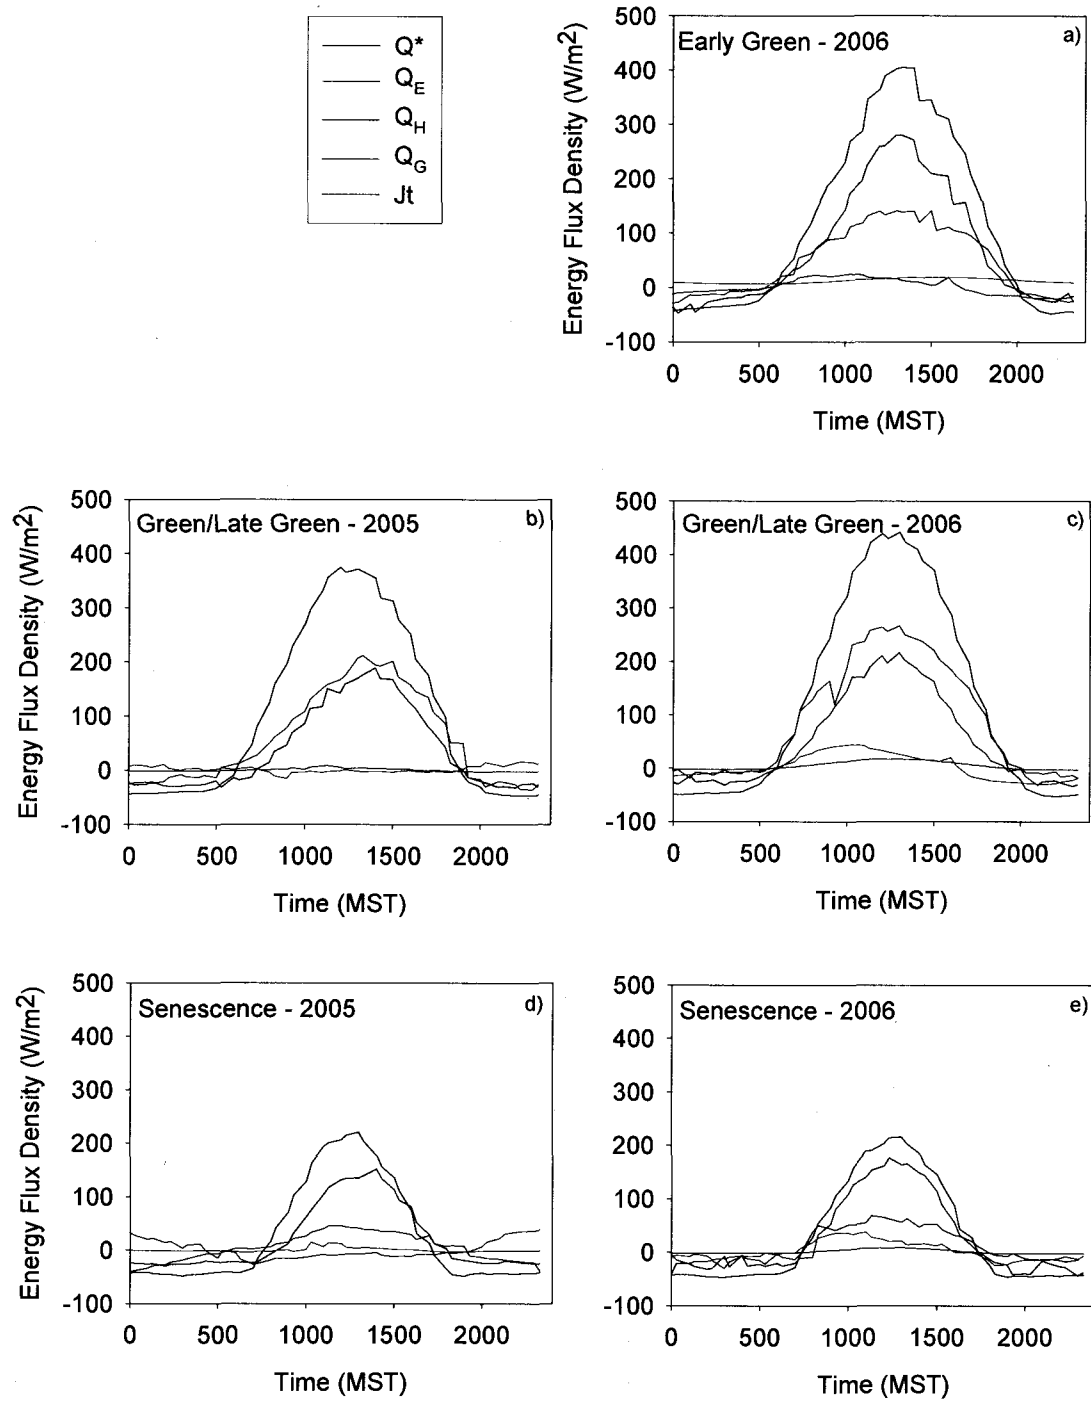 Q*
QE
QH
QG
Jt
Early Green - 2006
a)
Energy Flux Density (W/m2)
500
400
300
200
100
0
-100
0 500 1000 1500 2000
Time (MST)
Green/Late Green - 2005
b)
Energy Flux Density (W/m2)
500
400
300
200
100
0
-100
0 500 1000 1500 2000
Time (MST)
Green/Late Green - 2006
c)
500
400
300
200
100
0
-100
0 500 1000 1500 2000
Time (MST)
Senescence - 2005
d)
Energy Flux Density (W/m2)
500
400
300
200
100
0
-100
0 500 1000 1500 2000
Time (MST)
Senescence - 2006
e)
500
400
300
200
100
0
-100
0 500 1000 1500 2000
Time (MST)